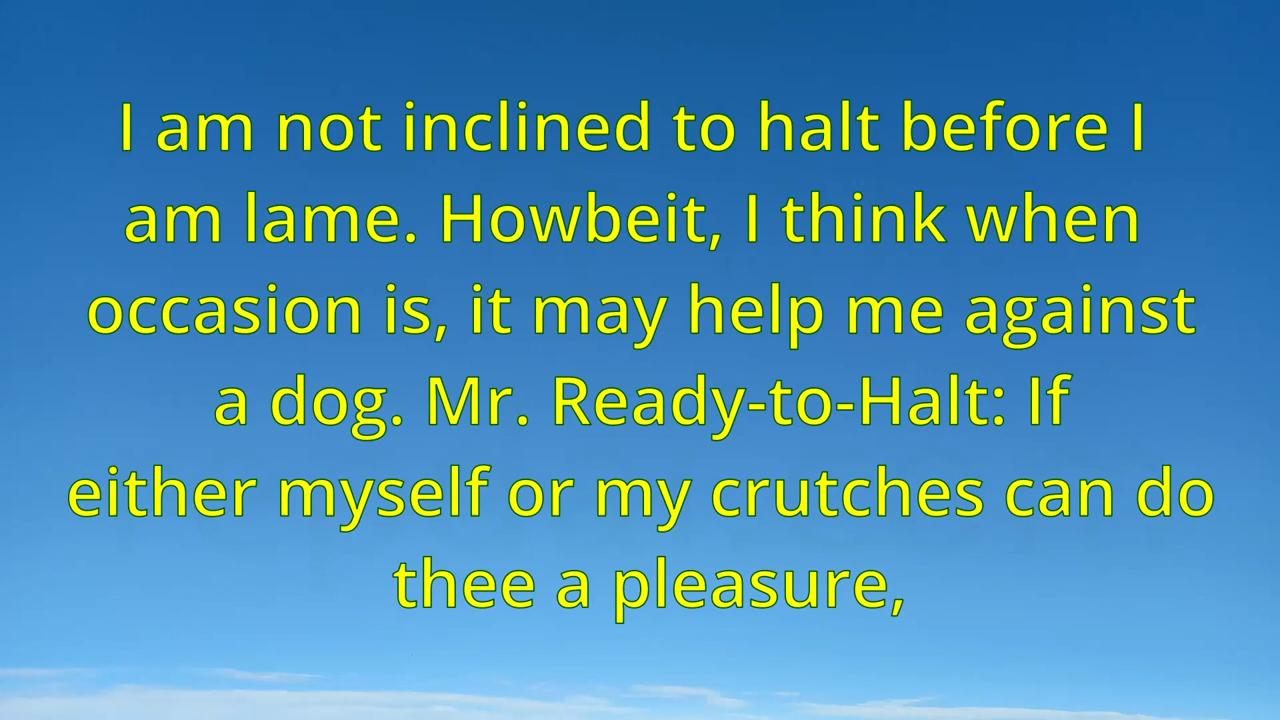 I am not inclined to halt before I
am lame. Howbeit, I think when
occasion is, it may help me against
a dog. Mr. Ready-to-Halt: If
either myself or my crutches can do
thee a pleasure,